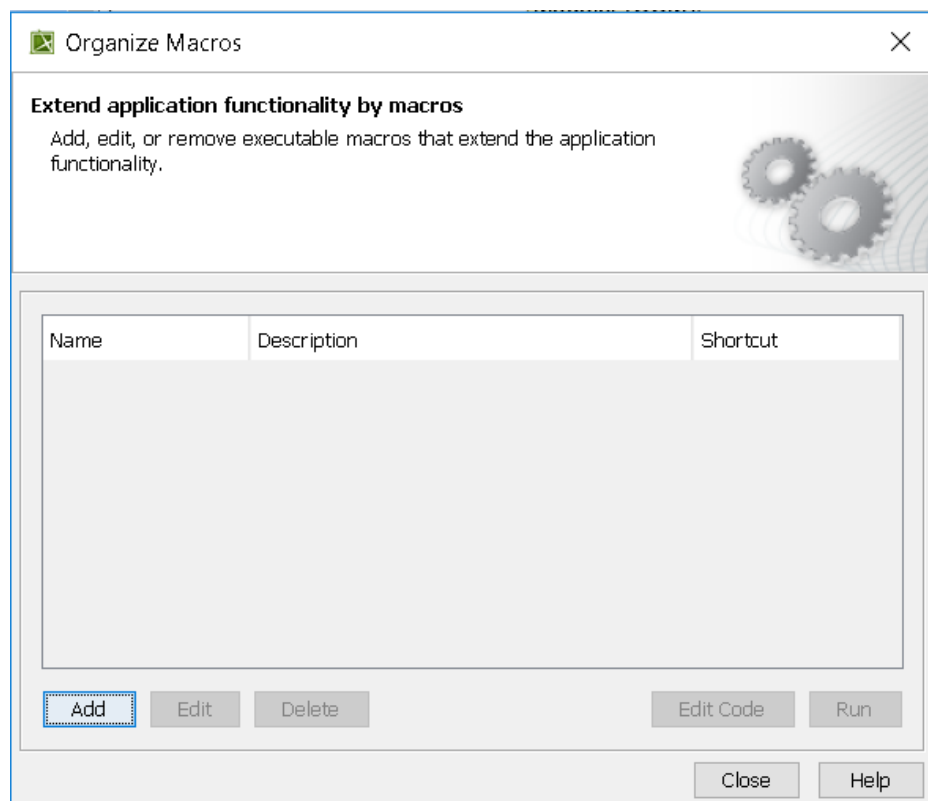 Organize Macros
Extend application functionality by macros
Add, edit, or remove executable macros that extend the application
functionality.
Name Description Shortcut
Add Edit Delete Edit Code Run
Close Help